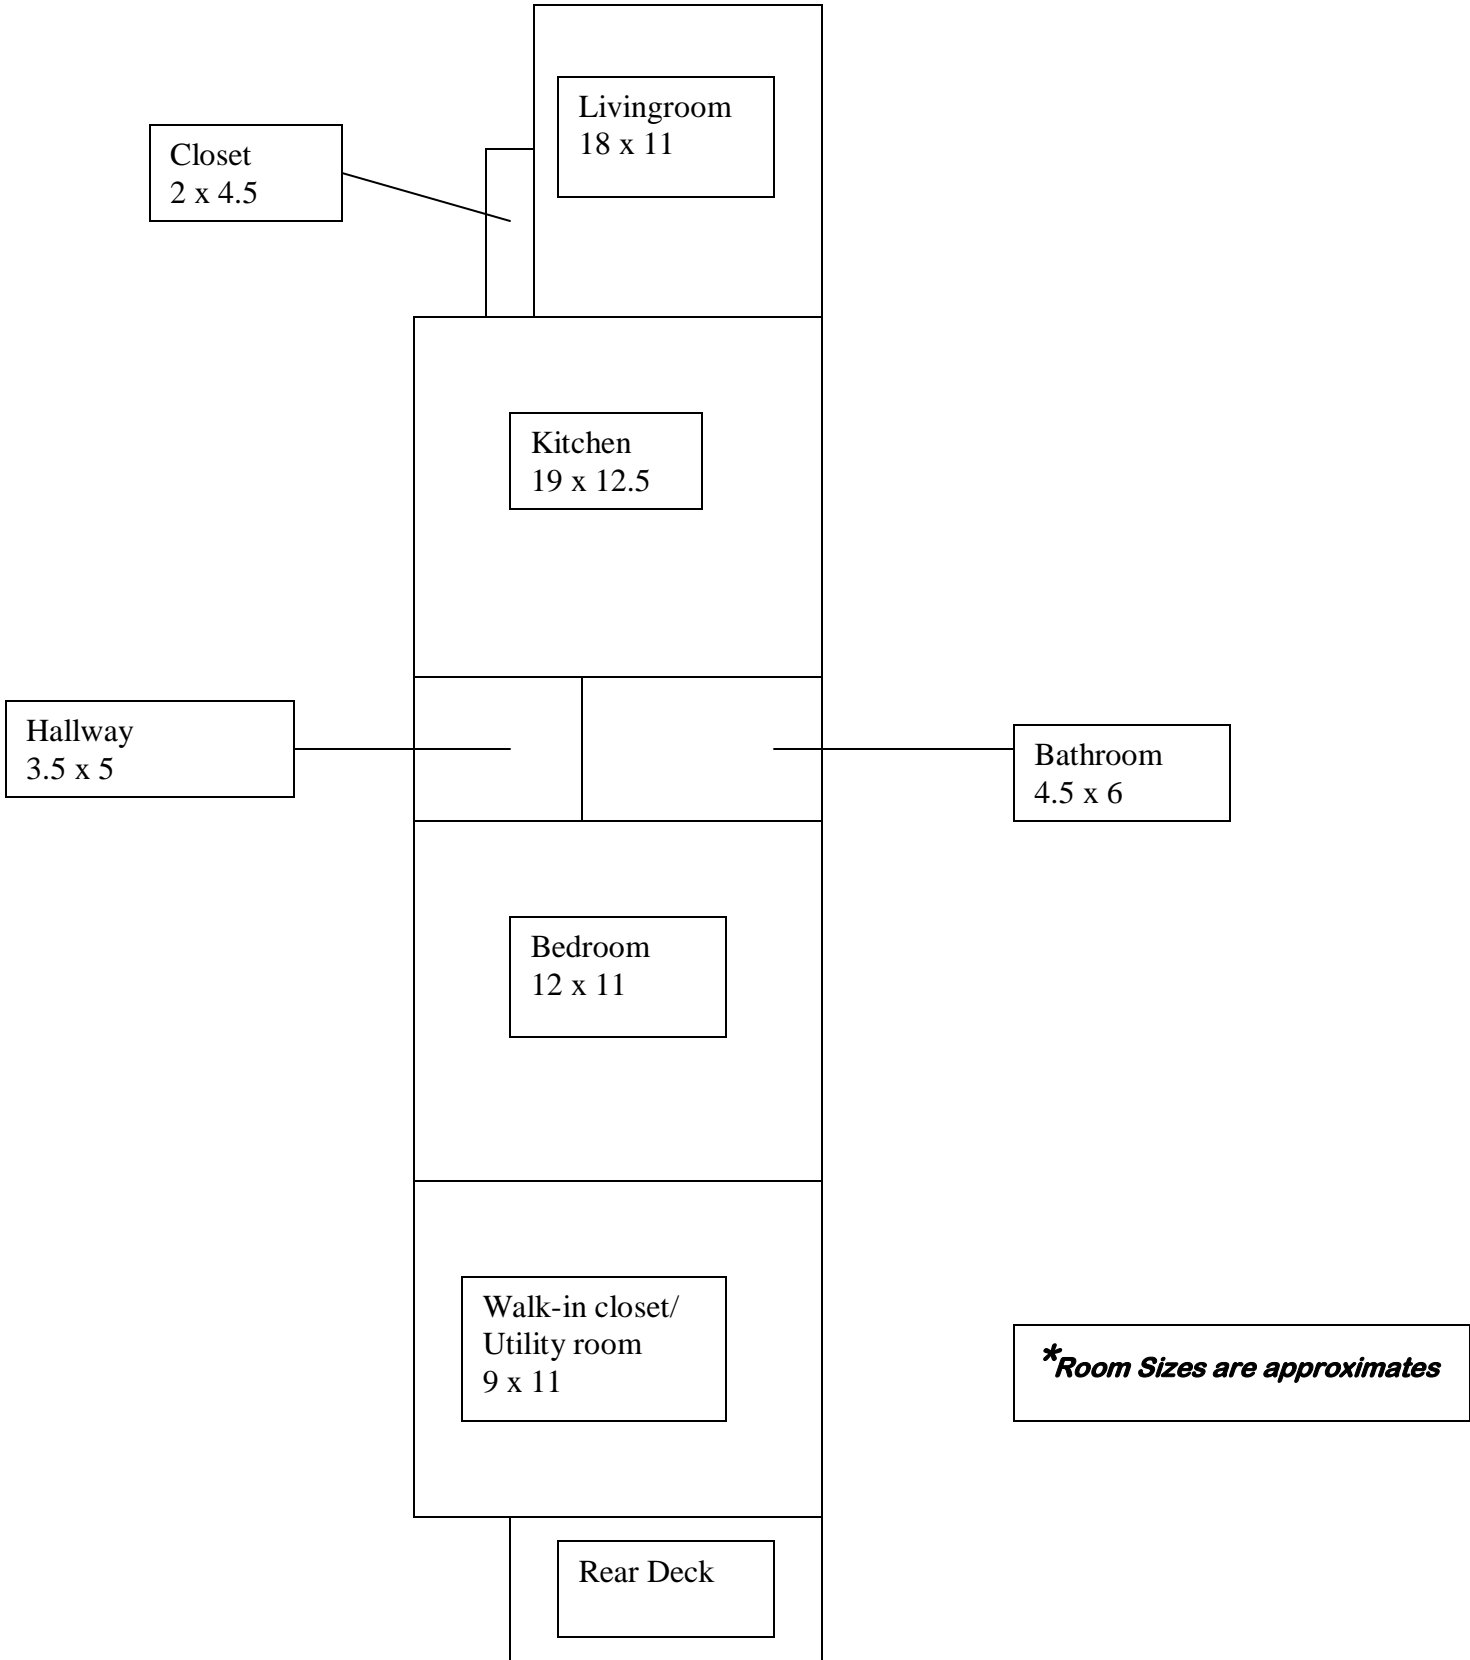 Livingroom
18 x 11
Closet
2 x 4.5
Kitchen
19 x 12.5
Hallway
3.5 x 5
Bathroom
4.5 x 6
Bedroom
12 x 11
Walk-in closet/
Utility room
9 x 11
*Room Sizes are approximates
Rear Deck